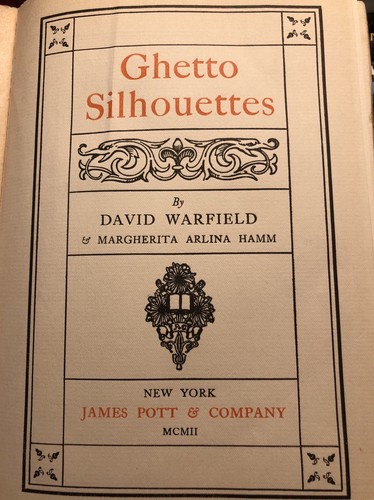 Ghetto
Silhouettes
By
DAVID WARFIELD
& MARGHERITA ARLINA HAMM
NEW YORK
JAMES POTT & COMPANY
MCMII